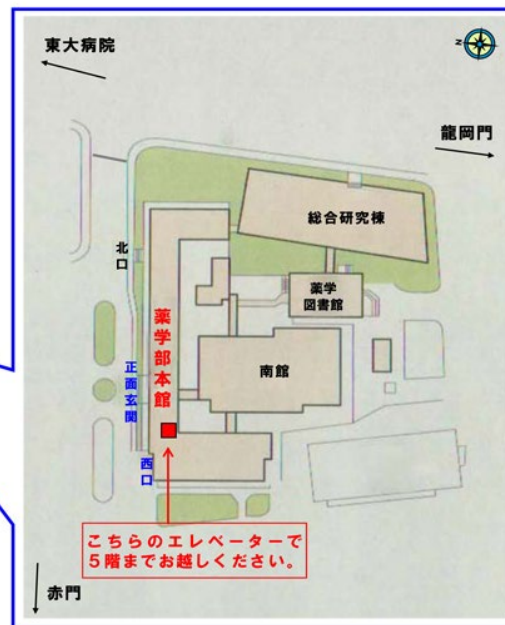 東大病院
N
龍岡門
総合研究棟
北口
薬学
図書館
薬学部本館
正面玄関
南館
西口
こちらのエレベーターで
5階までお越しください。
赤門